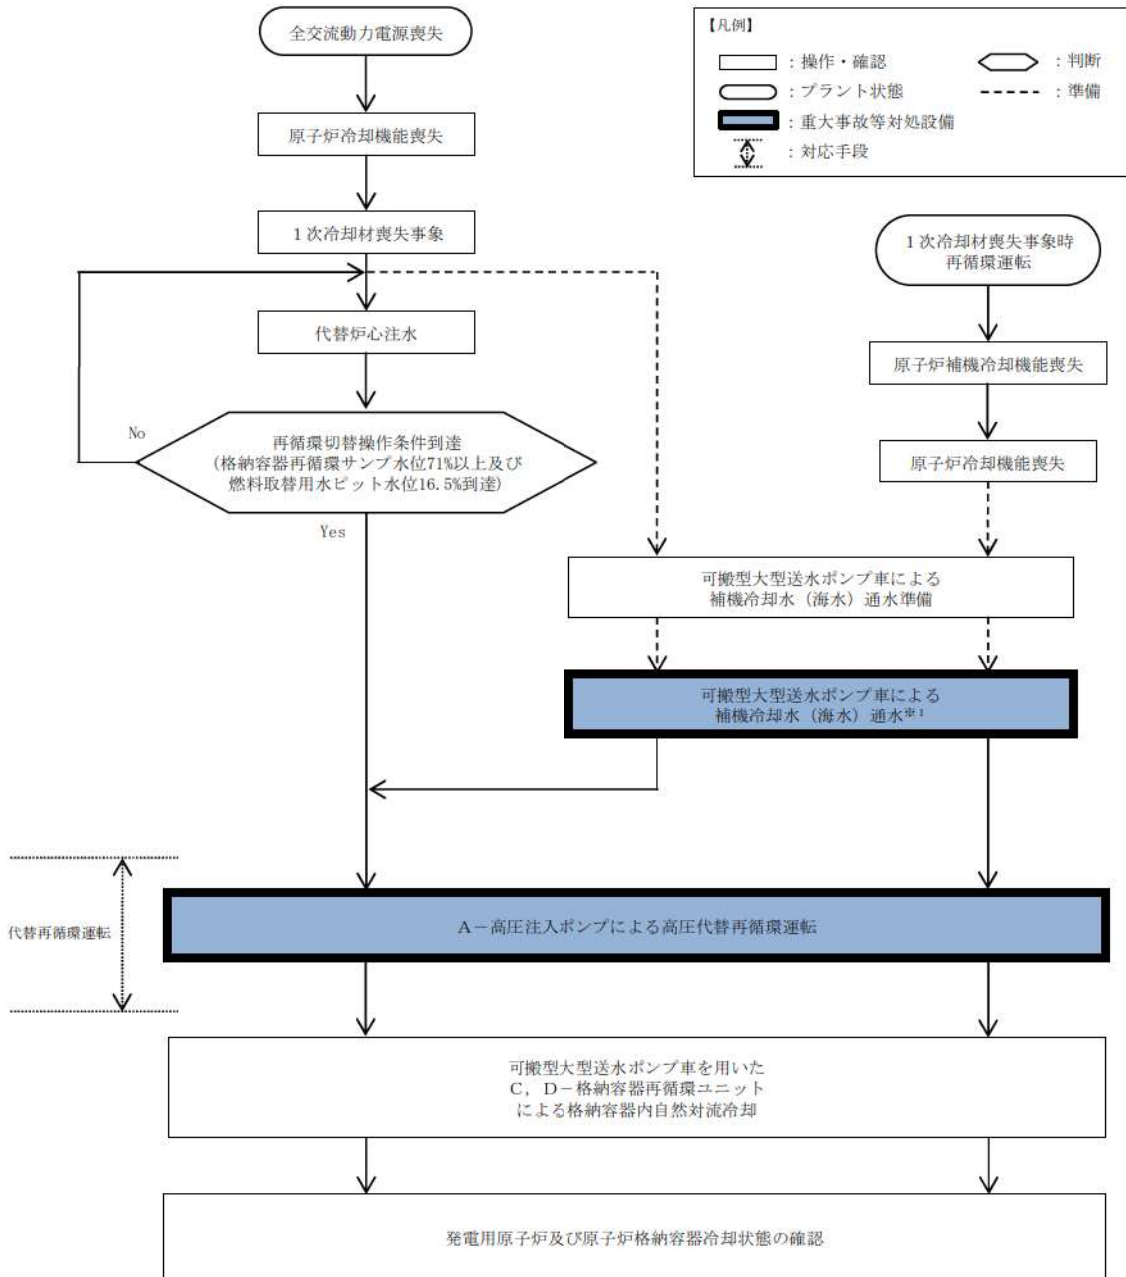 全交流動力電源喪失
【凡例】
：操作・確認
：判断
：プラント状態
：準備
：重大事故等対処設備
：対応手段
原子炉冷却機能喪失
１次冷却材喪失事象
１次冷却材喪失事象時
再循環運転
代替炉心注水
原子炉補機冷却機能喪失
No
再循環切替操作条件到達
(格納容器再循環サンプ水位71%以上及び
燃料取替用水ピット水位16.5%到達)
原子炉冷却機能喪失
Yes
可搬型大型送水ポンプ車による
補機冷却水（海水）通水準備
可搬型大型送水ポンプ車による
補機冷却水（海水）通水※１
代替再循環運転
Ａ－高圧注入ポンプによる高圧代替再循環運転
可搬型大型送水ポンプ車を用いた
Ｃ，Ｄ－格納容器再循環ユニット
による格納容器内自然対流冷却
発電用原子炉及び原子炉格納容器冷却状態の確認